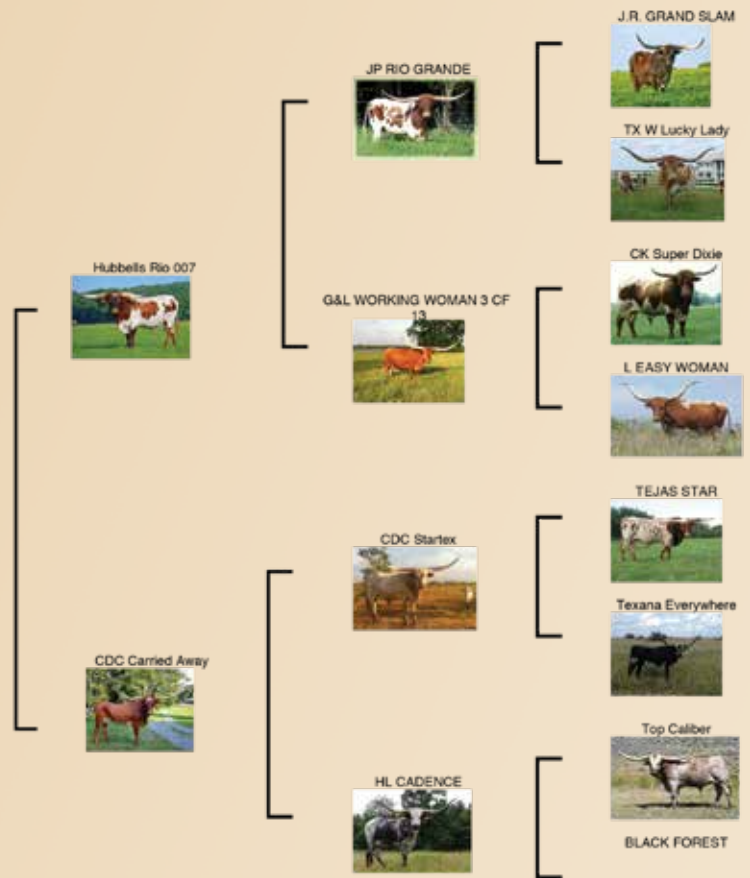 J.R. GRAND SLAM
JP RIO GRANDE
TX W Lucky Lady
Hubbells Rio 007
CK Super Dixie
G&L WORKING WOMAN 3 CF
13
L EASY WOMAN
TEJAS STAR
CDC Startex
Texana Everywhere
CDC Carried Away
Top Caliber
HL CADENCE
BLACK FOREST